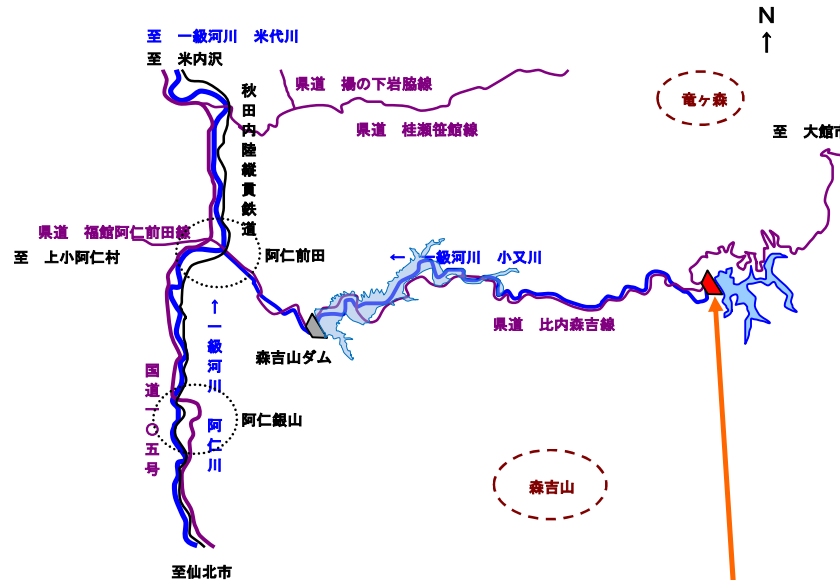 N
至　一級河川　米代川
至　米内沢
秋田内陸縦貫鉄道
県道　揚の下岩脇線
県道　桂瀬笹館線
竜ヶ森
至　大館市
県道　福館阿仁前田線
至　上小阿仁村
阿仁前田
←　一級河川　小又川
県道　比内森吉線
森吉山ダム
↑一級河川　阿仁川
国道一〇五号
阿仁銀山
森吉山
至仙北市